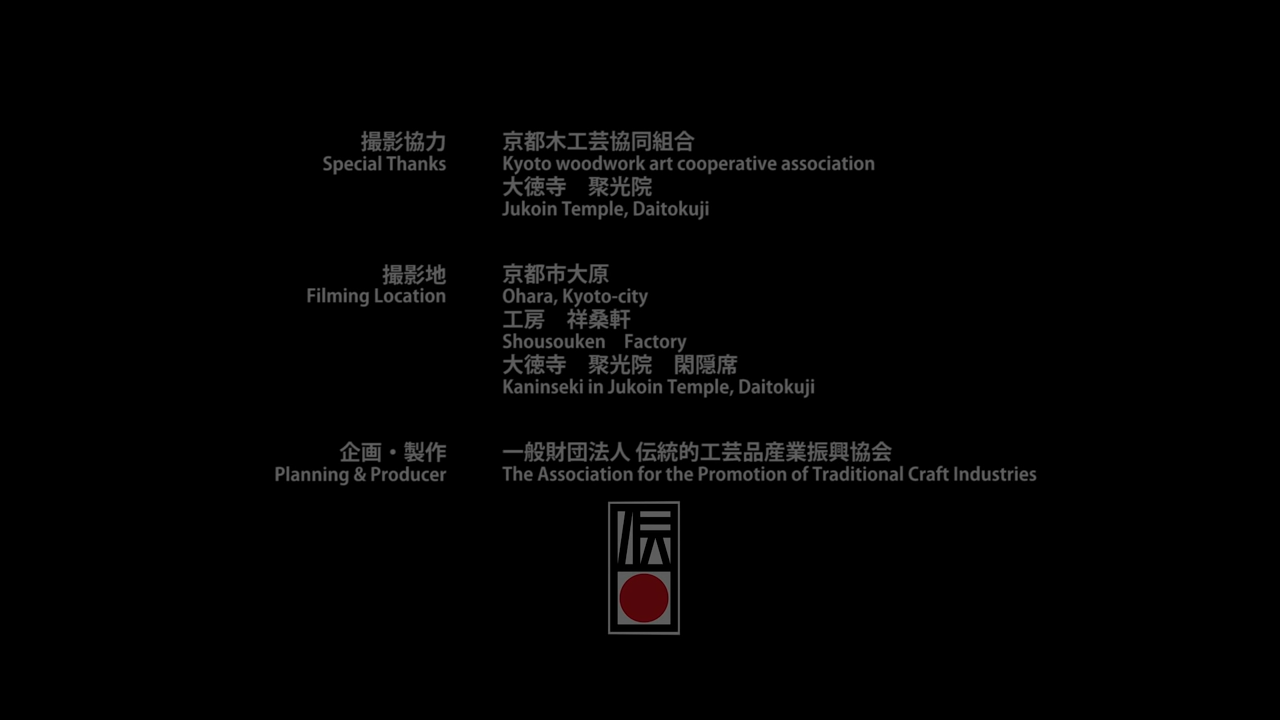 撮影協力
Special Thanks
京都木工芸協同組合
Kyoto woodwork art cooperative association
大徳寺　聚光院
Jukoin Temple, Daitokuji
撮影地
Filming Location
京都市大原
Ohara, Kyoto-city
工房　祥桑軒
Shousouken　Factory
大徳寺　聚光院　閑隠席
Kaninseki in Jukoin Temple, Daitokuji
企画・製作
Planning & Producer
一般財団法人 伝統的工芸品産業振興協会
The Association for the Promotion of Traditional Craft Industries
伝